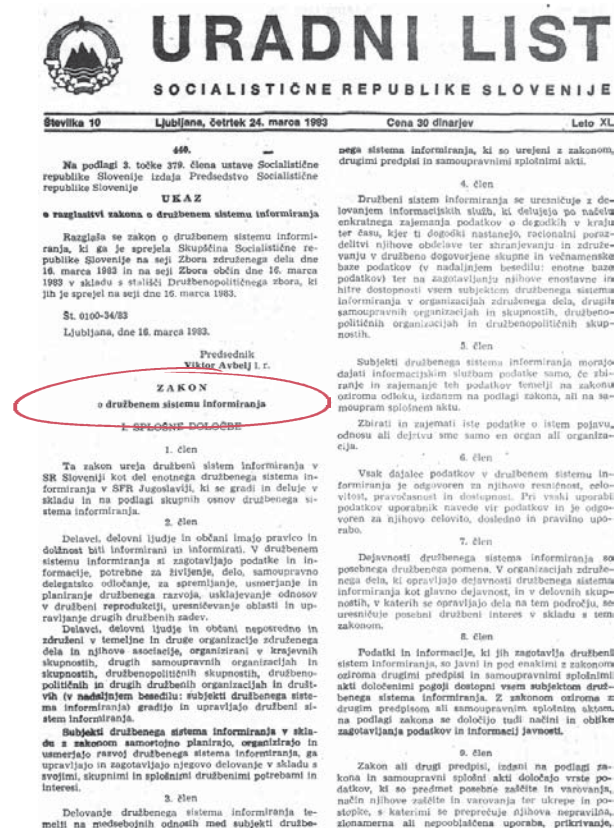 URADNI LIST
SOCIALISTIČNE REPUBLIKE SLOVENIJE
Številka 10 Ljubljana, četrtek 24. marca 1983 Cena 30 dinarjev Leto XL
449.
Na podlagi 3. točke 379. člena ustave Socialistične
republike Slovenije izdaja Predsedstvo Socialistične
republike Slovenije
UKAZ
o razglasitvi zakona o družbenem sistemu informiranja
Razglaša se zakon o družbenem sistemu informi-
ranja, ki ga je sprejela Skupščina Socialistične re-
publike Slovenije na seji Zbora združenega dela dne
16. marca 1983 in na seji Zbora občin dne 16. marca
1983 v skladu s stališči Družbenopolitičnega zbora, ki
jih je sprejel na seji dne 16. marca 1983.
Št. 0100-34/83
Ljubljana, dne 16. marca 1983.
Predsednik
Viktor Avbelj l. r.
ZAKON
o družbenem sistemu informiranja
I. SPLOŠNE DOLOČBE
1. člen
Ta zakon ureja družbeni sistem informiranja v
SR Sloveniji kot del enotnega družbenega sistema in-
formiranja v SFR Jugoslaviji, ki se gradi in deluje v
skladu in na podlagi skupnih osnov družbenega si-
stema informiranja.
2. člen
Delavci, delovni ljudje in občani imajo pravico in
dolžnost biti informirani in informirati. V družbenem
sistemu informiranja si zagotavljajo podatke in in-
formacije, potrebne za življenje, delo, samoupravno
delegatsko odločanje, za spremljanje, usmerjanje in
planiranje družbenega razvoja, usklajevanje odnosov
v družbeni reprodukciji, uresničevanje oblasti in up-
ravljanje drugih družbenih zadev.
Delavci, delovni ljudje in občani neposredno in
združeni v temeljne in druge organizacije združenega
dela in njihove asociacije, organizirani v krajevnih
skupnostih, drugih samoupravnih organizacijah in
skupnostih, družbenopolitičnih skupnostih, družbeno-
političnih in drugih družbenih organizacijah in društ-
vih (v nadaljnjem besedilu: subjekti družbenega siste-
ma informiranja) gradijo in upravljajo družbeni si-
stem informiranja.
Subjekti družbenega sistema informiranja v skla-
du z zakonom samostojno planirajo, organizirajo in
usmerjajo razvoj družbenega sistema informiranja, ga
upravljajo in zagotavljajo njegovo delovanje v skladu s
svojimi, skupnimi in splošnimi družbenimi potrebami in
interesi.
3. člen
Delovanje družbenega sistema informiranja te-
melji na medsebojnih odnosih med subjekti družbe-
nega sistema informiranja, ki so urejeni z zakonom,
drugimi predpisi in samoupravnimi splošnimi akti.
4. člen
Družbeni sistem informiranja se uresničuje z de-
lovanjem informacijskih služb, ki delujejo po načelu
enkratnega zajemanja podatkov o dogodkih v kraju
ter času, kjer ti dogodki nastanejo, racionalni poraz-
delitvi njihove obdelave ter shranjevanju in združe-
vanju v družbeno dogovorjene skupne in večnamenske
baze podatkov (v nadaljnjem besedilu: enotne baze
podatkov) ter na zagotavljanju njihove enostavne in
hitre dostopnosti vsem subjektom družbenega sistema
informiranja v organizacijah združenega dela, drugih
samoupravnih organizacijah in skupnostih, družbeno-
političnih organizacijah in družbenopolitičnih skup-
nostih.
5. člen
Subjekti družbenega sistema informiranja morajo
dajati informacijskim službam podatke samo, če zbi-
ranje in zajemanje teh podatkov temelji na zakonu
oziroma odloku, izdanem na podlagi zakona, ali na sa-
moupram splošnem aktu.
Zbirati in zajemati iste podatke o istem pojavu,
odnosu ali dejstvu sme samo en organ ali organiza-
cija.
6. člen
Vsak dajalec podatkov v družbenem sistemu in-
formiranja je odgovoren za njihovo resničnost, celo-
vitost, pravočasnost in dostopnost. Pri vsaki uporabi
podatkov uporabnik navede vir podatkov in je odgo-
voren za njihovo celovito, dosledno in pravilno upo-
rabo.
7. člen
Dejavnosti družbenega sistema informiranja so
posebnega družbenega pomena. V organizacijah združe-
nega dela, ki opravljajo dejavnosti družbenega sistema
informiranja kot glavno dejavnost, in v delovnih skup-
nostih, v katerih se opravljajo dela na tem področju, se
uresničuje posebni družbeni interes v skladu s tem
zakonom.
8. člen
Podatki in informacije, ki jih zagotavlja družbeni
sistem informiranja, so javni in pod enakimi z zakonom
oziroma drugimi predpisi in samoupravnimi splošnimi
akti določenimi pogoji dostopni vsem subjektom druž-
benega sistema informiranja. Z zakonom oziroma z
drugim predpisom ali samoupravnim splošnim aktom,
na podlagi zakona se določijo tudi načini in oblike
zagotavljanja podatkov in informacij javnosti.
9. člen
Zakon ali drugi predpisi, izdani na podlagi za-
kona in samoupravni splošni akti določajo vrste po-
datkov, ki so predmet posebne zaščite in varovanja,
način njihove zaščite in varovanja ter ukrepe in po-
stopke, s katerimi se preprečuje njihova nepravilna,
zlonamerna ali nepooblaščena uporaba, prikrivanje,